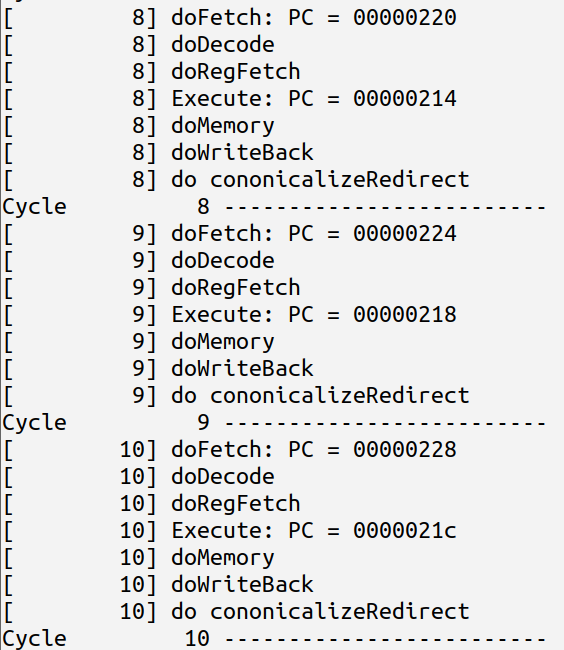 [         8] doFetch: PC = 00000220
[         8] doDecode
[         8] doRegFetch
[         8] Execute: PC = 00000214
[         8] doMemory
[         8] doWriteBack
[         8] do cononicalizeRedirect
Cycle          8 -------------------------
[         9] doFetch: PC = 00000224
[         9] doDecode
[         9] doRegFetch
[         9] Execute: PC = 00000218
[         9] doMemory
[         9] doWriteBack
[         9] do cononicalizeRedirect
Cycle          9 -------------------------
[        10] doFetch: PC = 00000228
[        10] doDecode
[        10] doRegFetch
[        10] Execute: PC = 0000021c
[        10] doMemory
[        10] doWriteBack
[        10] do cononicalizeRedirect
Cycle         10 -------------------------